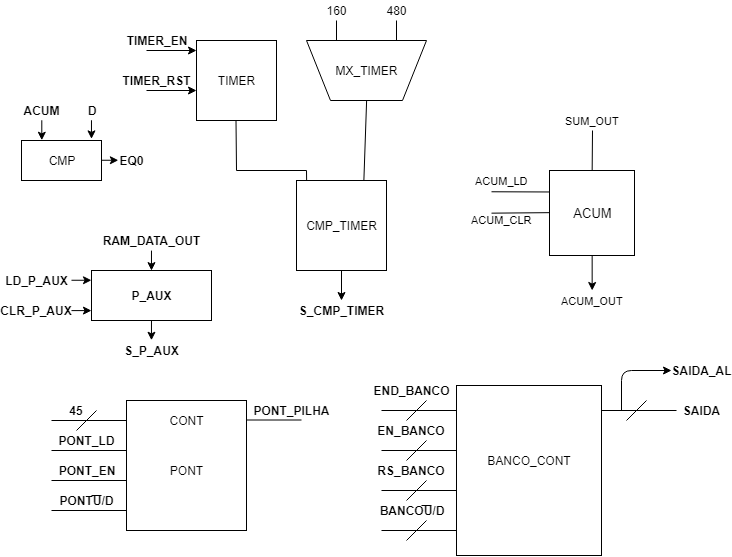 160
480
TIMER_EN
TIMER_RST
TIMER
MX_TIMER
ACUM
D
CMP
EQ0
SUM_OUT
ACUM_LD
ACUM_CLR
ACUM
ACUM_OUT
CMP_TIMER
S_CMP_TIMER
RAM_DATA_OUT
LD_P_AUX
CLR_P_AUX
P_AUX
S_P_AUX
45
PONT_LD
PONT_EN
PONTU̅/D
CONT
PONT
PONT_PILHA
END_BANCO
EN_BANCO
RS_BANCO
BANCOU̅/D
BANCO_CONT
SAIDA_AL
SAIDA